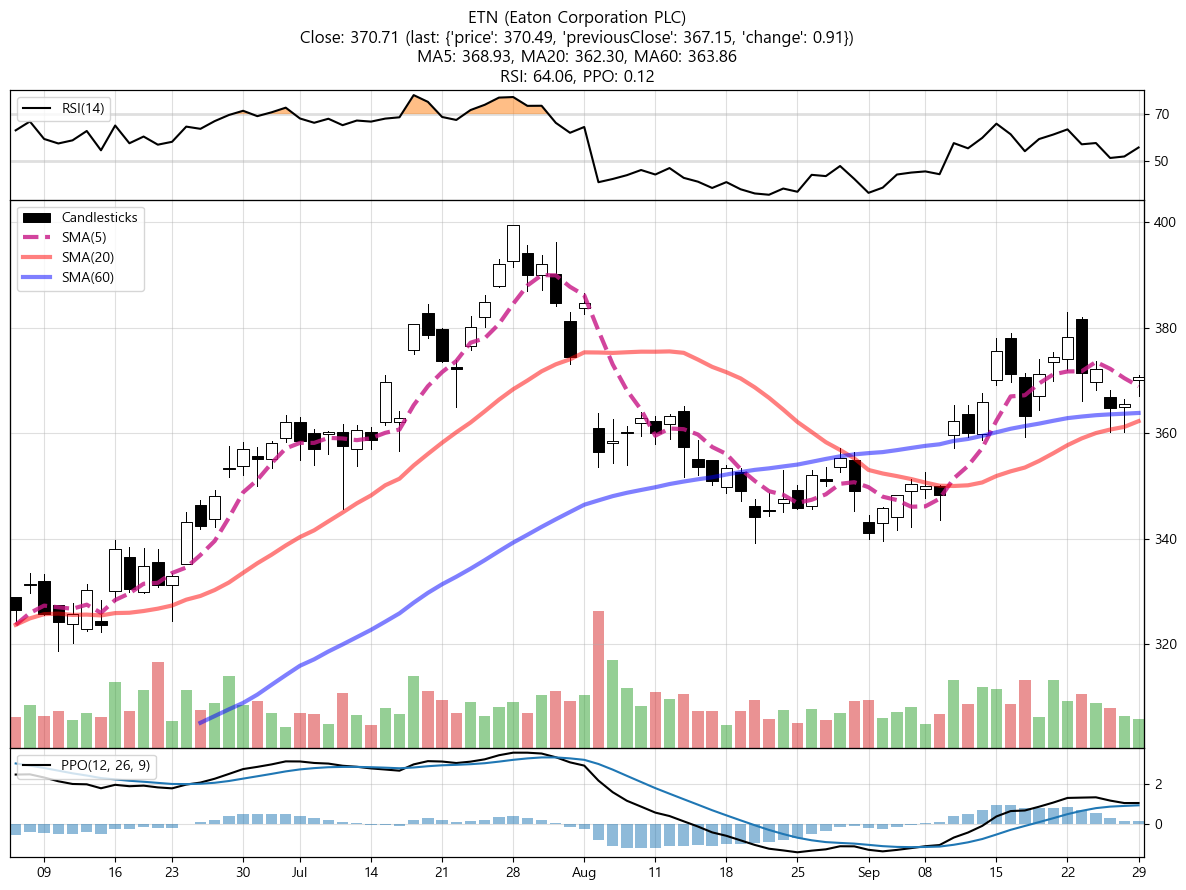 ETN (Eaton Corporation PLC)
Close: 370.71 (last: {'price': 370.49, 'previousClose': 367.15, 'change': 0.91})
MA5: 368.93, MA20: 362.30, MA60: 363.86
RSI: 64.06, PPO: 0.12
RSI(14)
70
50
Candlesticks
SMA(5)
SMA(20)
SMA(60)
400
380
360
340
320
PPO(12, 26, 9)
2
0
09 16 23 30 Jul 14 21 28 Aug 11 18 25 Sep 08 15 22 29